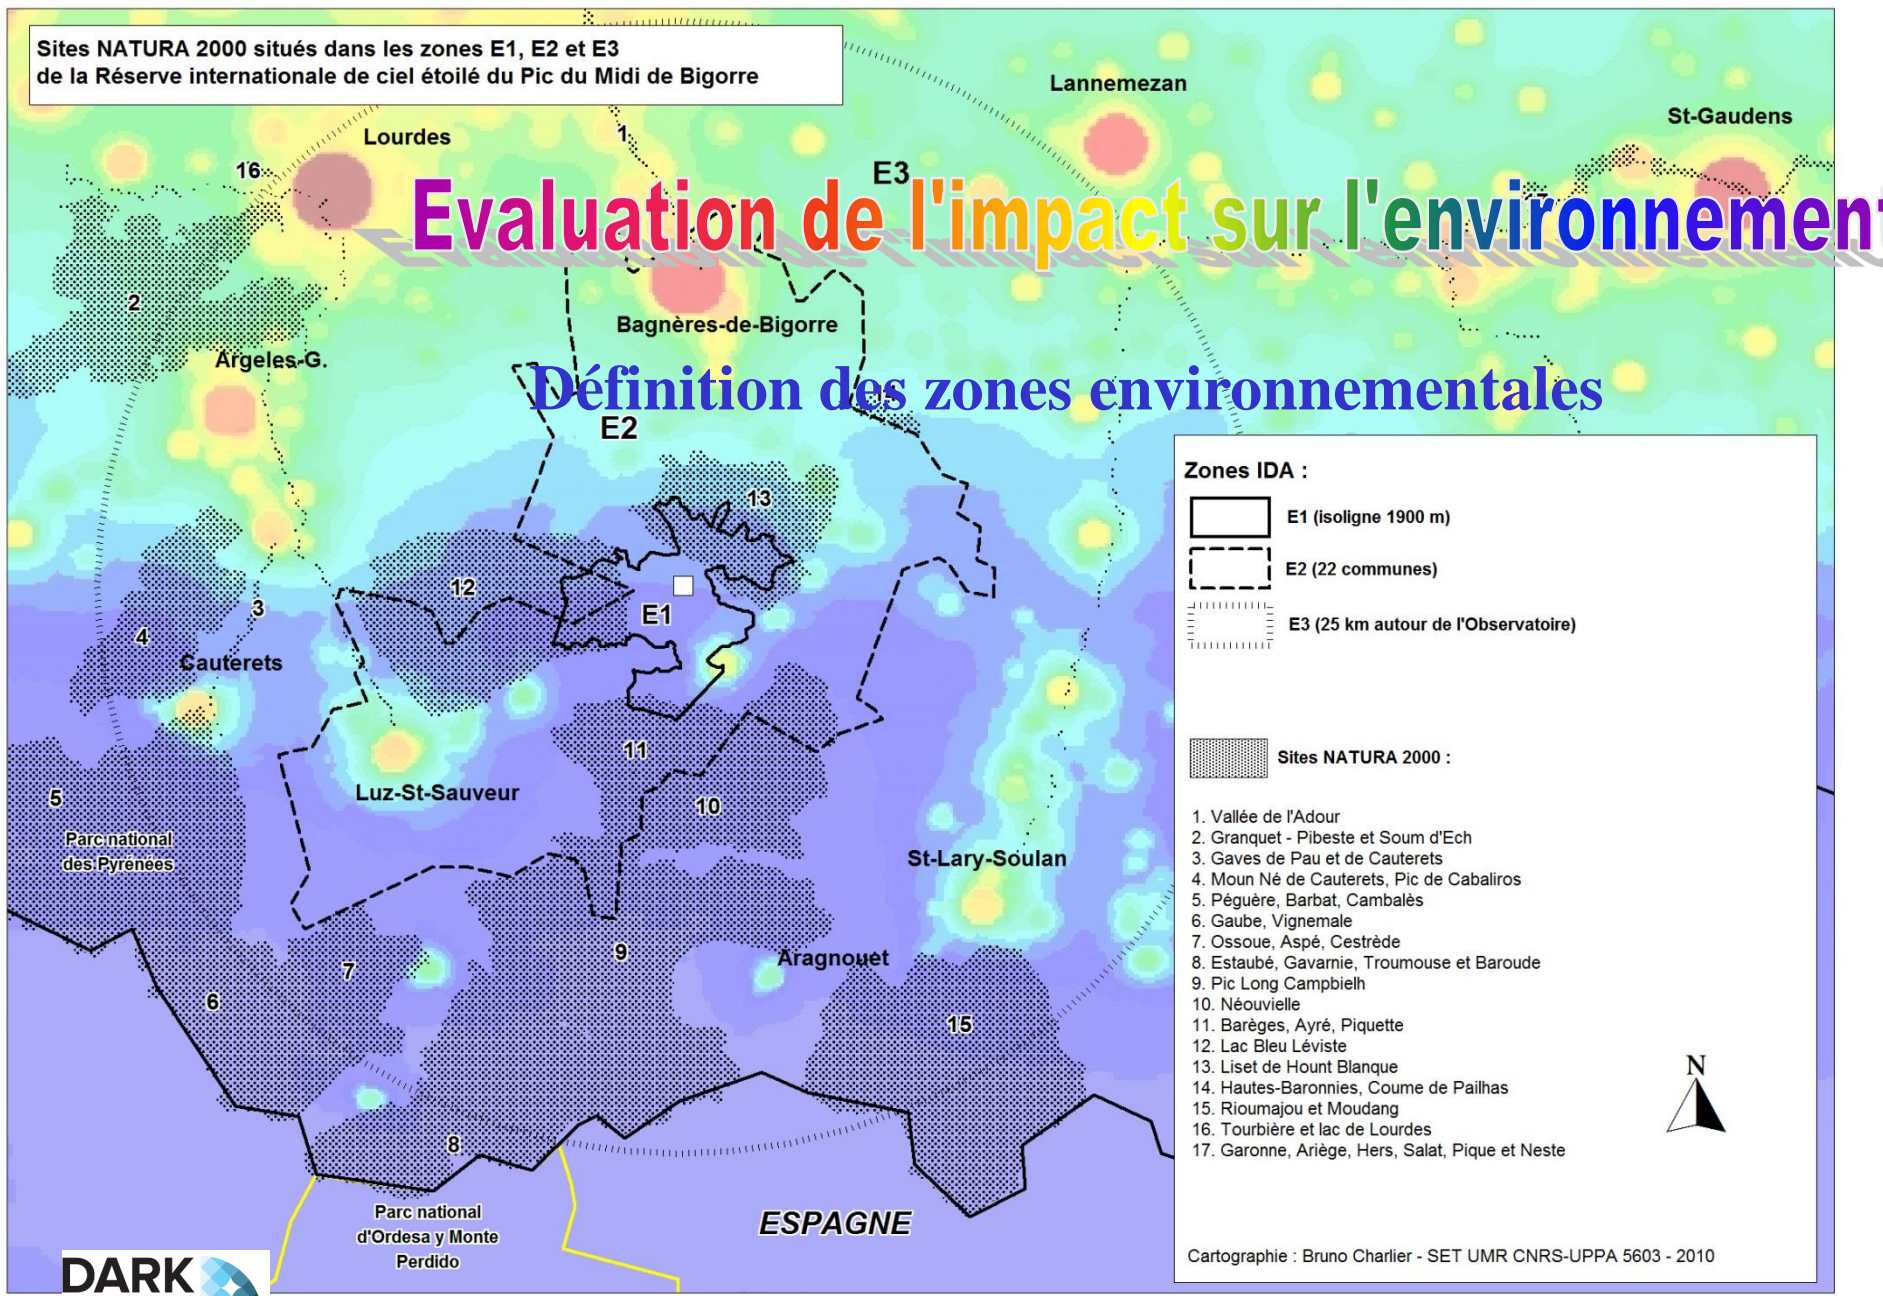 Sites NATURA 2000 situés dans les zones E1, E2 et E3
de la Réserve internationale de ciel étoilé du Pic du Midi de Bigorre
Lannemezan
St-Gaudens
Lourdes
1
16
E3
Evaluation de l'impact sur l'environnement
2
Bagnères-de-Bigorre
Argeles-G.
Définition des zones environnementales
14
E2
13
12
E1
3
4
Cauterets
11
10
Luz-St-Sauveur
5
Parc national
des Pyrénées
St-Lary-Soulan
9
Aragnouet
7
6
15
8
Parc national
d'Ordesa y Monte
Perdido
ESPAGNE
DARK
Zones IDA :
E1 (isoligne 1900 m)
E2 (22 communes)
E3 (25 km autour de l'Observatoire)
Sites NATURA 2000 :
1. Vallée de l'Adour
2. Granquet - Pibeste et Soum d'Ech
3. Gaves de Pau et de Cauterets
4. Moun Né de Cauterets, Pic de Cabaliros
5. Péguère, Barbat, Cambalès
6. Gaube, Vignemale
7. Ossoue, Aspé, Cestrède
8. Estaubé, Gavarnie, Troumouse et Baroude
9. Pic Long Campbielh
10. Néouvielle
11. Barèges, Ayré, Piquette
12. Lac Bleu Léviste
13. Liset de Hount Blanque
14. Hautes-Baronnies, Coume de Pailhas
15. Rioumajou et Moudang
16. Tourbière et lac de Lourdes
17. Garonne, Ariège, Hers, Salat, Pique et Neste
N
Cartographie : Bruno Charlier - SET UMR CNRS-UPPA 5603 - 2010